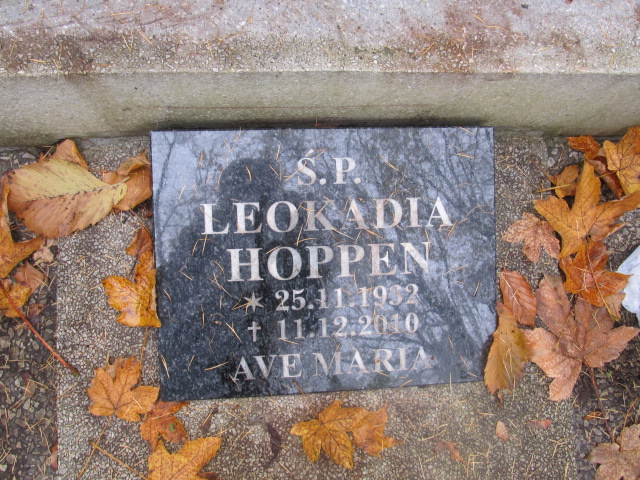 Ś.P.
LEOKADIA
HOPPEN
✶ 25.11.1932
✝ 11.12.2010
AVE MARIA